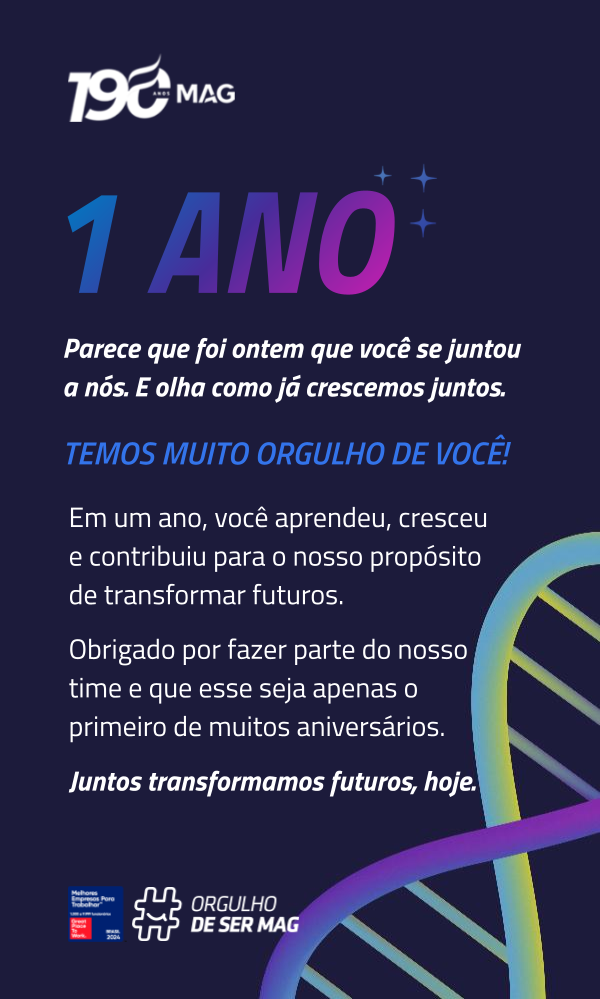 190 ANOS MAG
1 ANO
Parece que foi ontem que você se juntou
a nós. E olha como já crescemos juntos.
TEMOS MUITO ORGULHO DE VOCÊ!
Em um ano, você aprendeu, cresceu
e contribuiu para o nosso propósito
de transformar futuros.
Obrigado por fazer parte do nosso
time e que esse seja apenas o
primeiro de muitos aniversários.
Juntos transformamos futuros, hoje.
Melhores
Empresas Para
Trabalhar™
Great
Place
To
Work.
BRASIL
2024
ORGULHO
DE SER MAG